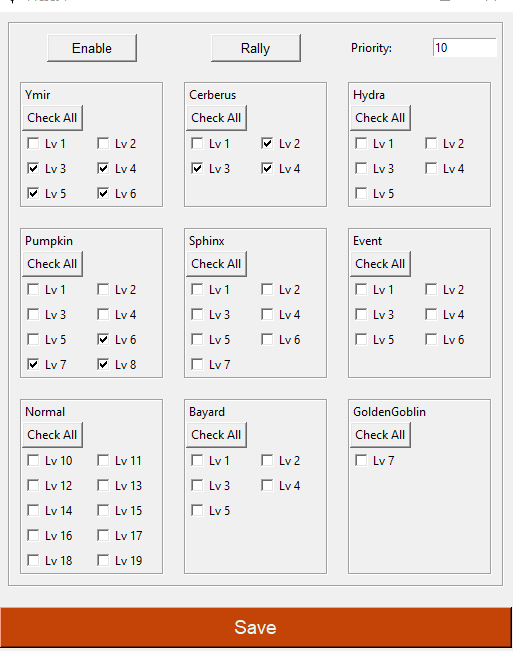 Enable Rally Priority: 10
Ymir
Check All
Lv 1 Lv 2
Lv 3 Lv 4
Lv 5 Lv 6
Cerberus
Check All
Lv 1 Lv 2
Lv 3 Lv 4
Hydra
Check All
Lv 1 Lv 2
Lv 3 Lv 4
Lv 5
Pumpkin
Check All
Lv 1 Lv 2
Lv 3 Lv 4
Lv 5 Lv 6
Lv 7 Lv 8
Sphinx
Check All
Lv 1 Lv 2
Lv 3 Lv 4
Lv 5 Lv 6
Lv 7
Event
Check All
Lv 1 Lv 2
Lv 3 Lv 4
Lv 5 Lv 6
Normal
Check All
Lv 10 Lv 11
Lv 12 Lv 13
Lv 14 Lv 15
Lv 16 Lv 17
Lv 18 Lv 19
Bayard
Check All
Lv 1 Lv 2
Lv 3 Lv 4
Lv 5
GoldenGoblin
Check All
Lv 7
Save